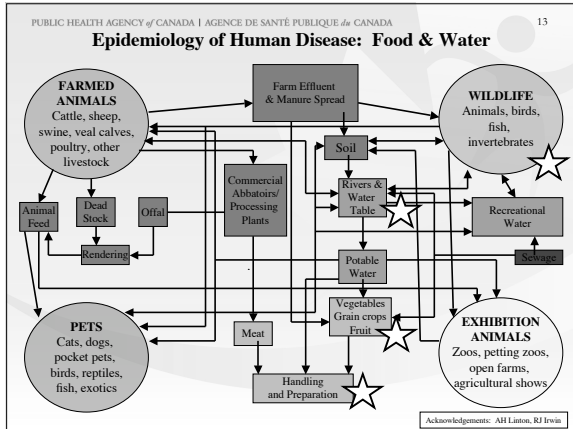 PUBLIC HEALTH AGENCY of CANADA | AGENCE DE SANTÉ PUBLIQUE du CANADA
13
Epidemiology of Human Disease: Food & Water
FARMED
ANIMALS
Cattle, sheep,
swine, veal calves,
poultry, other
livestock
Farm Effluent
& Manure Spread
WILDLIFE
Animals, birds,
fish,
invertebrates
Soil
Commercial
Abbatoirs/
Processing
Plants
Rivers &
Water
Table
Animal
Feed
Dead
Stock
Offal
Recreational
Water
Rendering
Potable
Water
Sewage
Vegetables
Grain crops
Fruit
PETS
Cats, dogs,
pocket pets,
birds, reptiles,
fish, exotics
Meat
EXHIBITION
ANIMALS
Zoos, petting zoos,
open farms,
agricultural shows
Handling
and Preparation
Acknowledgements: AH Linton, RJ Irwin